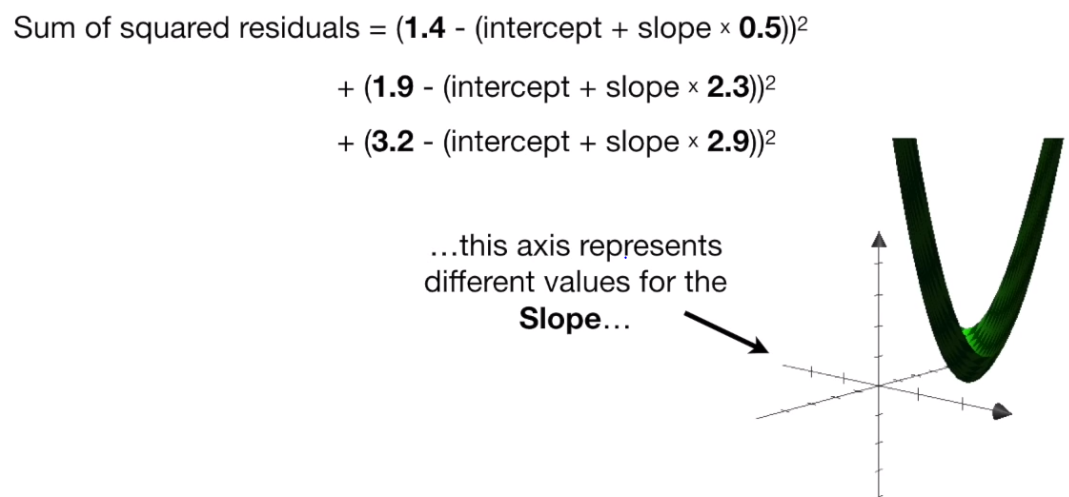 Sum of squared residuals = (1.4 - (intercept + slope × 0.5))²
+ (1.9 - (intercept + slope × 2.3))²
+ (3.2 - (intercept + slope × 2.9))²
…this axis represents
different values for the
Slope…